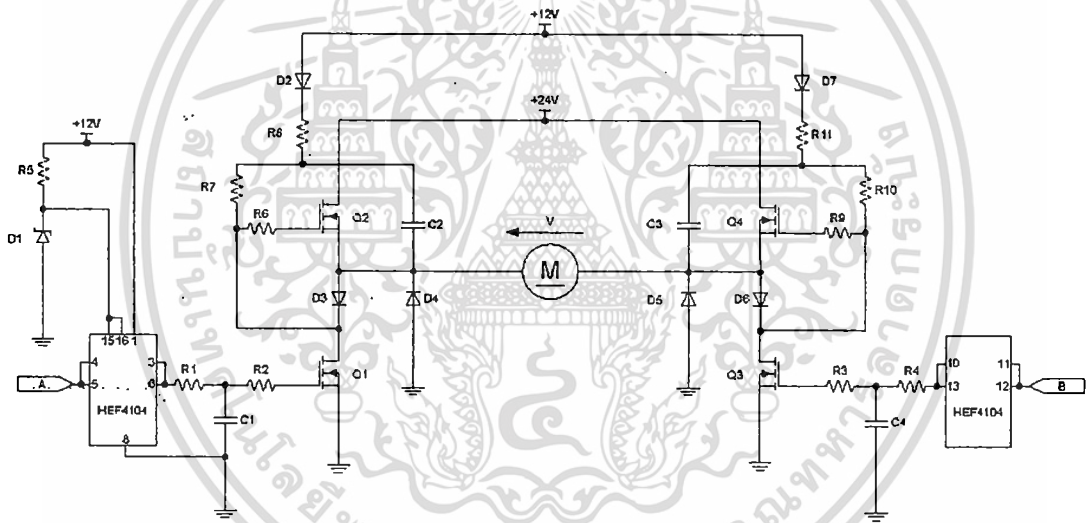 +12V
D2
D7
+24V
+12V
R6
R11
R5
R7
R10
R6
Q2
C2
V
C3
Q4
R9
D1
M
D3
D4
D5
D6
15 16 1
4
3
A
5
6
R1
R2
Q1
HEF4104
8
C1
Q3
R3
R4
C4
10
11
13
12
B
HEF4104